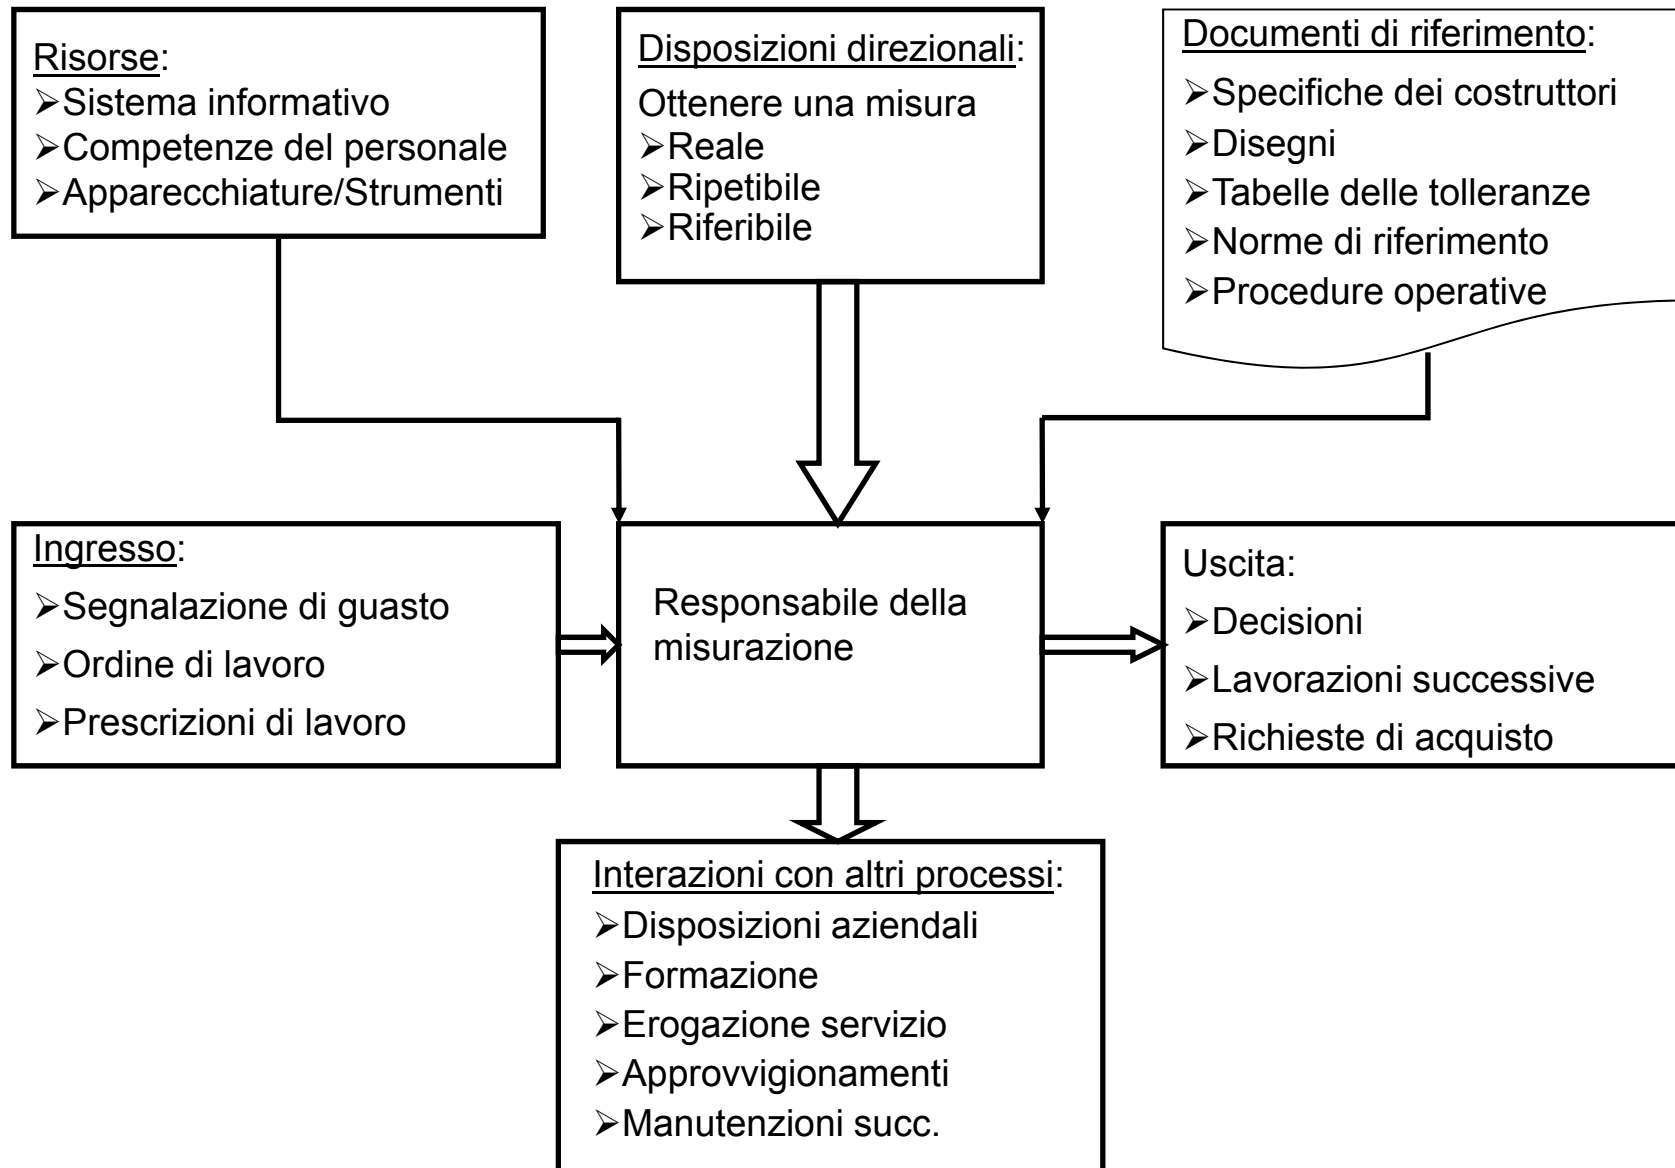 Risorse:
➢Sistema informativo
➢Competenze del personale
➢Apparecchiature/Strumenti
Disposizioni direzionali:
Ottenere una misura
➢Reale
➢Ripetibile
➢Riferibile
Documenti di riferimento:
➢Specifiche dei costruttori
➢Disegni
➢Tabelle delle tolleranze
➢Norme di riferimento
➢Procedure operative
Ingresso:
➢Segnalazione di guasto
➢Ordine di lavoro
➢Prescrizioni di lavoro
Responsabile della
misurazione
Uscita:
➢Decisioni
➢Lavorazioni successive
➢Richieste di acquisto
Interazioni con altri processi:
➢Disposizioni aziendali
➢Formazione
➢Erogazione servizio
➢Approvvigionamenti
➢Manutenzioni succ.